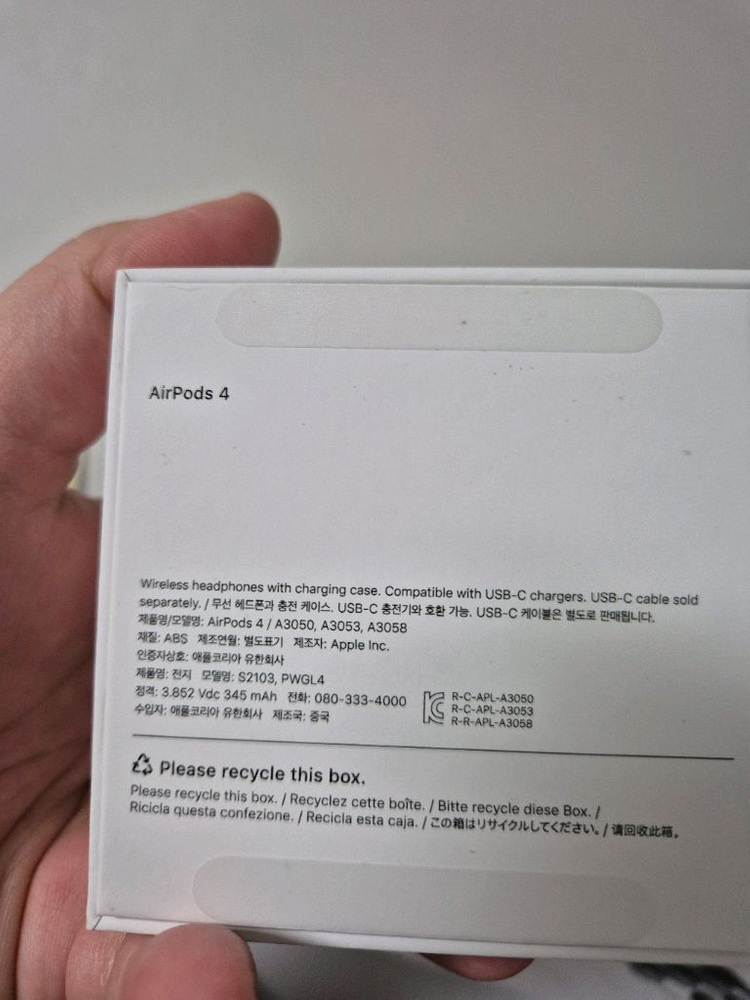 AirPods 4
Wireless headphones with charging case. Compatible with USB-C chargers. USB-C cable sold
separately. / 무선 헤드폰과 충전 케이스. USB-C 충전기와 호환 가능. USB-C 케이블은 별도로 판매됩니다.
제품명/모델명: AirPods 4 / A3050, A3053, A3058
재질: ABS 제조연월: 별도표기 제조자: Apple Inc.
인증자상호: 애플코리아 유한회사
제품명: 전지 모델명: S2103, PWGL4
정격: 3.852 Vdc 345 mAh 전화: 080-333-4000
수입자: 애플코리아 유한회사 제조국: 중국
R-C-APL-A3050
R-C-APL-A3053
R-R-APL-A3058
Please recycle this box.
Please recycle this box. / Recyclez cette boîte. / Bitte recycle diese Box. /
Ricicla questa confezione. / Recicla esta caja. / この箱はリサイクルしてください。/ 请回收此箱。